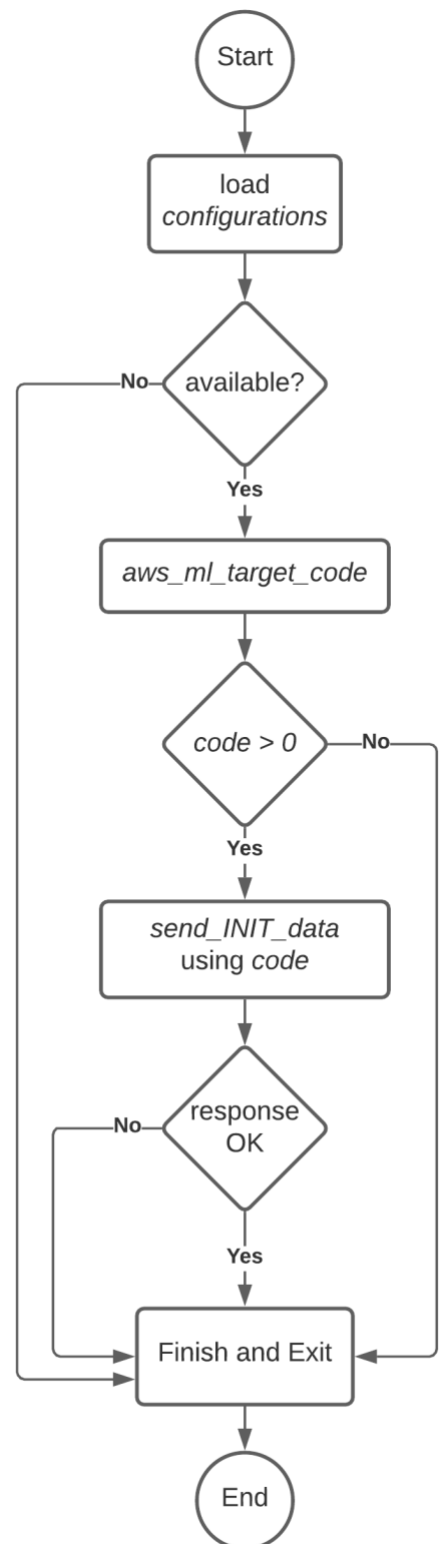 Start
load
configurations
No
available?
Yes
aws_ml_target_code
code > 0
No
Yes
send_INIT_data
using code
No
response
OK
Yes
Finish and Exit
End